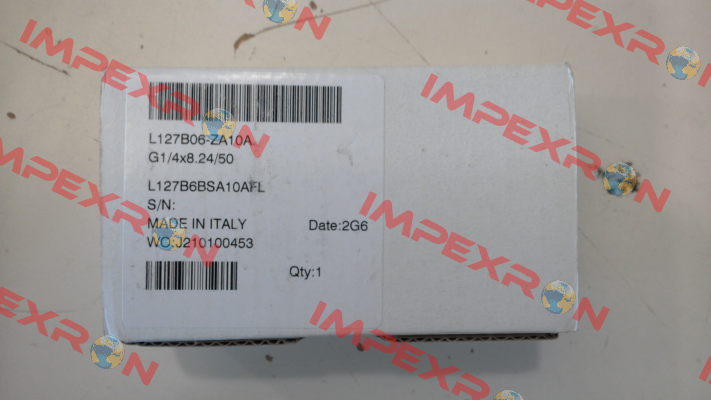 L127B06-ZA10A
G1/4x8.24/50
L127B6BSA10AFL
S/N:
MADE IN ITALY Date:2G6
WO:J210100453
Qty:1
IMPEXRON
IMPEXRON
IMPEXRON
IMPEXRON
IMPEXRON
IMPEXRON